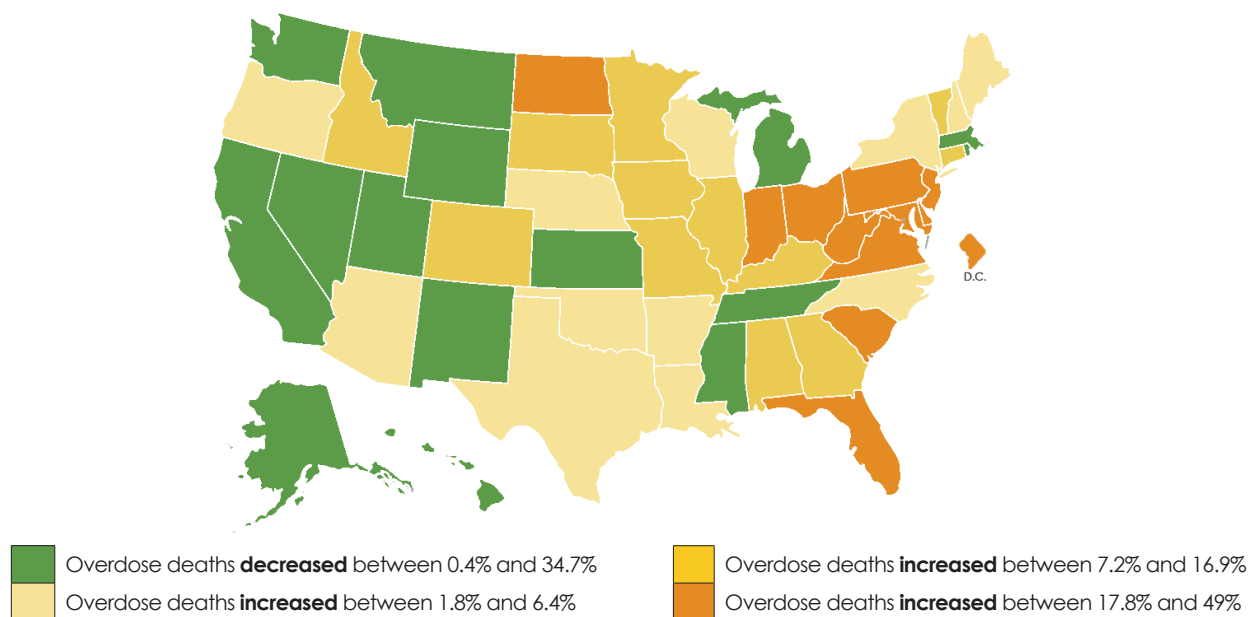 D.C.
Overdose deaths decreased between 0.4% and 34.7%
Overdose deaths increased between 1.8% and 6.4%
Overdose deaths increased between 7.2% and 16.9%
Overdose deaths increased between 17.8% and 49%